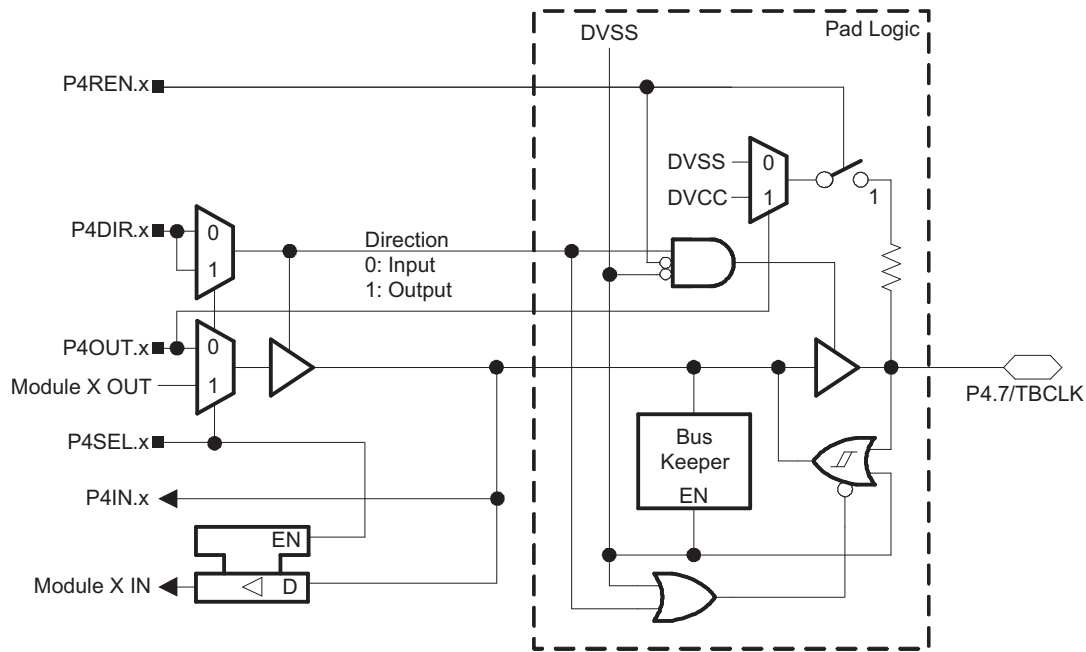 DVSS
Pad Logic
P4REN.x
DVSS
0
DVCC
1
1
P4DIR.x
0
1
Direction
0: Input
1: Output
P4OUT.x
0
Module X OUT
1
P4.7/TBCLK
P4SEL.x
Bus
Keeper
EN
P4IN.x
EN
Module X IN
D